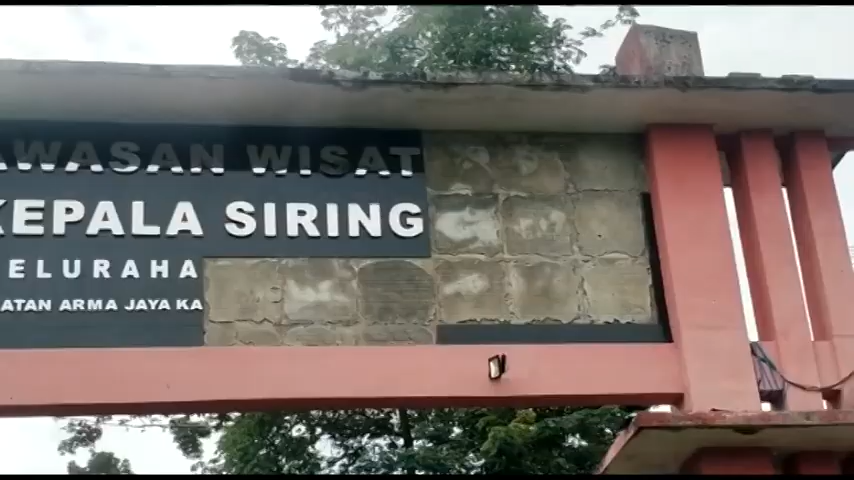 AWASAN WISAT
KEPALA SIRING
ELURAHA
ATAN ARMA JAYA KA